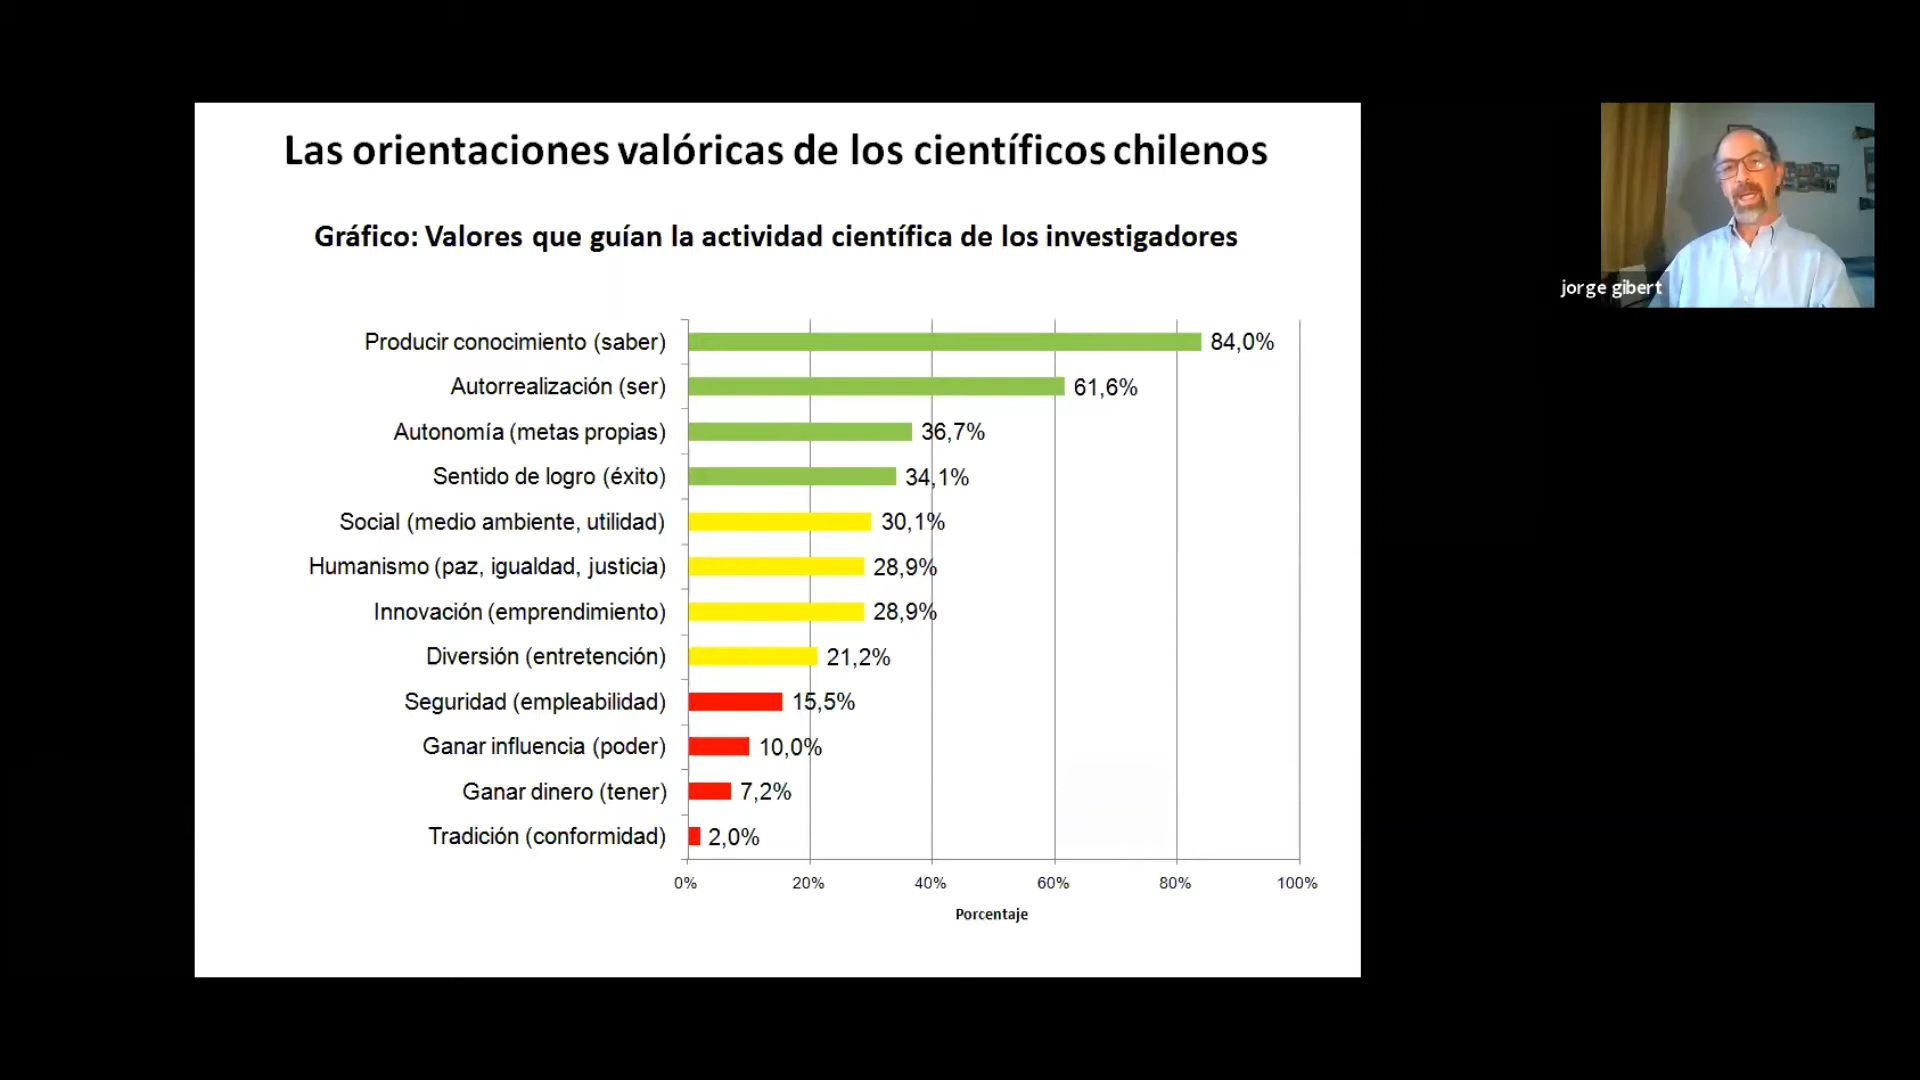 Las orientaciones valóricas de los científicos chilenos
Gráfico: Valores que guían la actividad científica de los investigadores
Producir conocimiento (saber) 84,0%
Autorrealización (ser) 61,6%
Autonomía (metas propias) 36,7%
Sentido de logro (éxito) 34,1%
Social (medio ambiente, utilidad) 30,1%
Humanismo (paz, igualdad, justicia) 28,9%
Innovación (emprendimiento) 28,9%
Diversión (entretención) 21,2%
Seguridad (empleabilidad) 15,5%
Ganar influencia (poder) 10,0%
Ganar dinero (tener) 7,2%
Tradición (conformidad) 2,0%
0% 20% 40% 60% 80% 100%
Porcentaje
jorge gibert